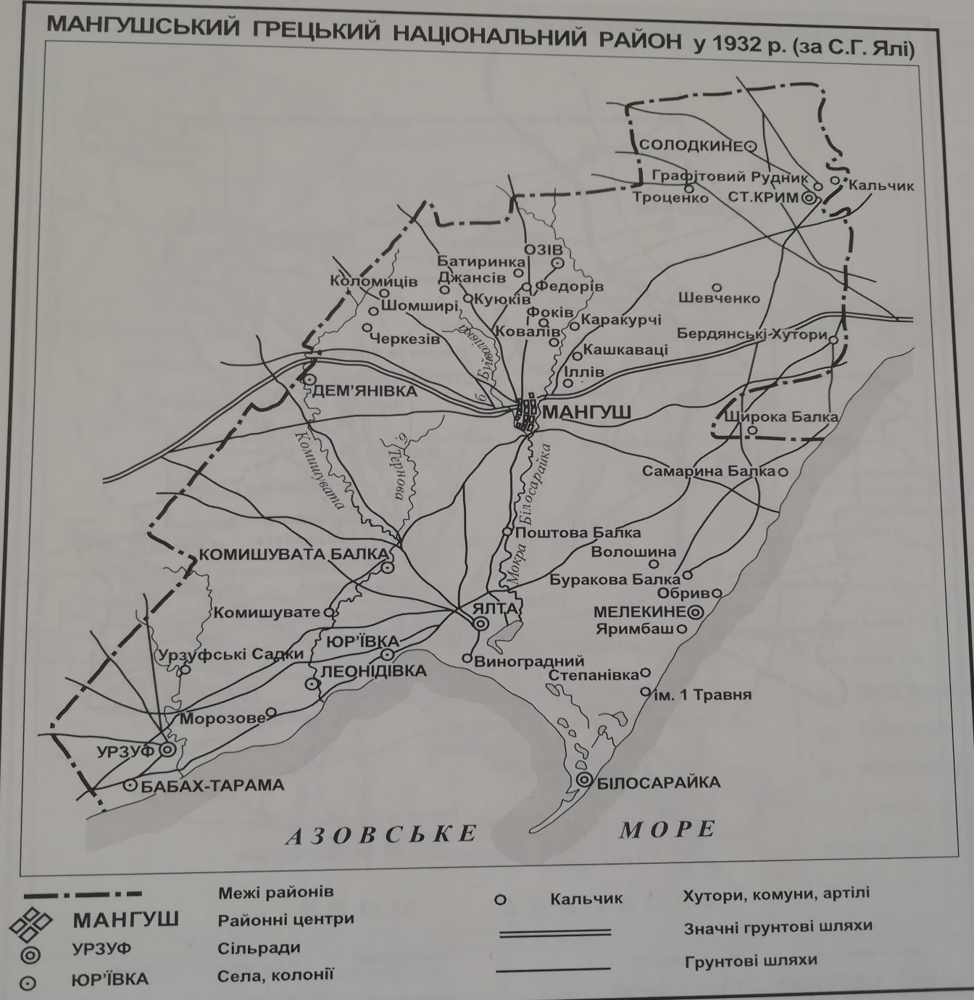 МАНГУШСЬКИЙ ГРЕЦЬКИЙ НАЦІОНАЛЬНИЙ РАЙОН у 1932 р. (за С.Г. Ялі)
СОЛОДКИНЕ
Графітовий Рудник
Кальчик
Троценко
СТ.КРИМ
ОЗІВ
Батиринка
Джансів
Коломиців
Федорів
Куюків
Шевченко
Шомширі
Фоків
Каракурчі
Ковалів
Черкезів
Бердянські-Хутори
Кашкаваці
Іллів
б. Буйволівка
ДЕМ'ЯНІВКА
МАНГУШ
Широка Балка
Комишувата
б. Тернова
Мокра Білосарайка
Самарина Балка
Поштова Балка
КОМИШУВАТА БАЛКА
Волошина
Буракова Балка
Обрив
Комишувате
ЯЛТА
МЕЛЕКИНЕ
Яримбаш
ЮР'ЇВКА
Урзуфські Садки
Виноградний
ЛЕОНІДІВКА
Степанівка
ім. 1 Травня
Морозове
УРЗУФ
БАБАХ-ТАРАМА
БІЛОСАРАЙКА
АЗОВСЬКЕ МОРЕ
Межі районів
МАНГУШ Районні центри
УРЗУФ Сільради
ЮР'ЇВКА Села, колонії
Кальчик Хутори, комуни, артілі
Значні грунтові шляхи
Грунтові шляхи